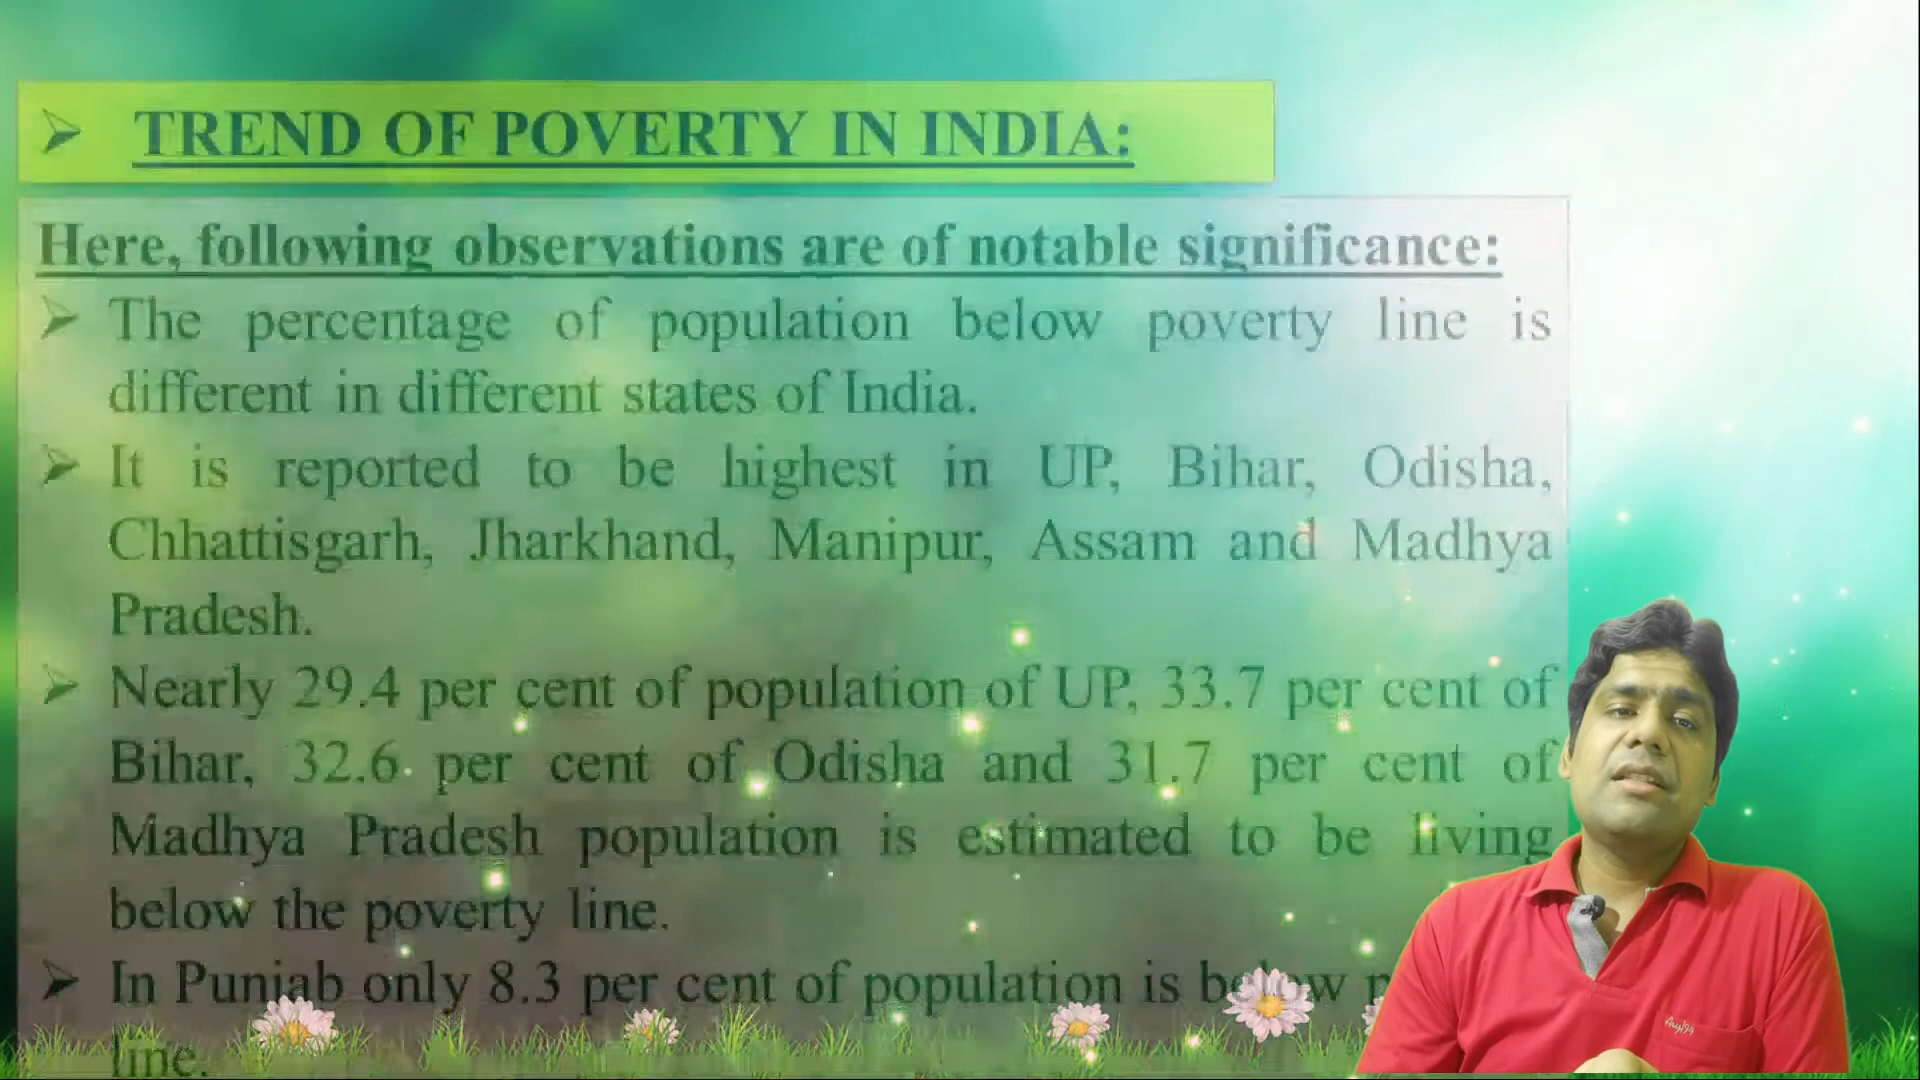 TREND OF POVERTY IN INDIA:
Here, following observations are of notable significance:
The percentage of population below poverty line is
different in different states of India.
It is reported to be highest in UP, Bihar, Odisha,
Chhattisgarh, Jharkhand, Manipur, Assam and Madhya
Pradesh.
Nearly 29.4 per cent of population of UP, 33.7 per cent of
Bihar, 32.6 per cent of Odisha and 31.7 per cent of
Madhya Pradesh population is estimated to be living
below the poverty line.
In Punjab only 8.3 per cent of population is below p
line.